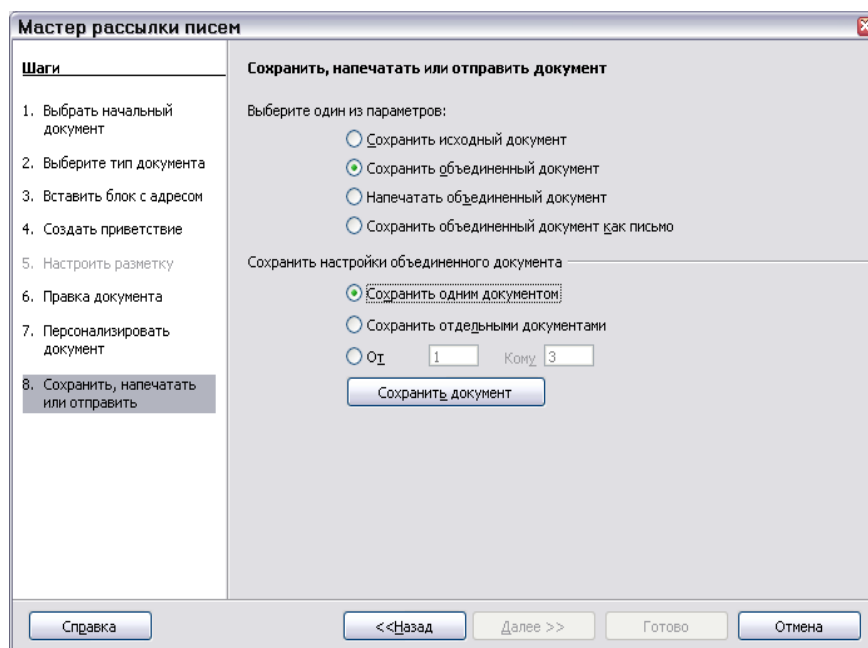 Мастер рассылки писем
Шаги
1. Выбрать начальный
документ
2. Выберите тип документа
3. Вставить блок с адресом
4. Создать приветствие
5. Настроить разметку
6. Правка документа
7. Персонализировать
документ
8. Сохранить, напечатать
или отправить
Сохранить, напечатать или отправить документ
Выберите один из параметров:
Сохранить исходный документ
Сохранить объединенный документ
Напечатать объединенный документ
Сохранить объединенный документ как письмо
Сохранить настройки объединенного документа
Сохранить одним документом
Сохранить отдельными документами
От 1 Кому 3
Сохранить документ
Справка <<Назад Далее >> Готово Отмена